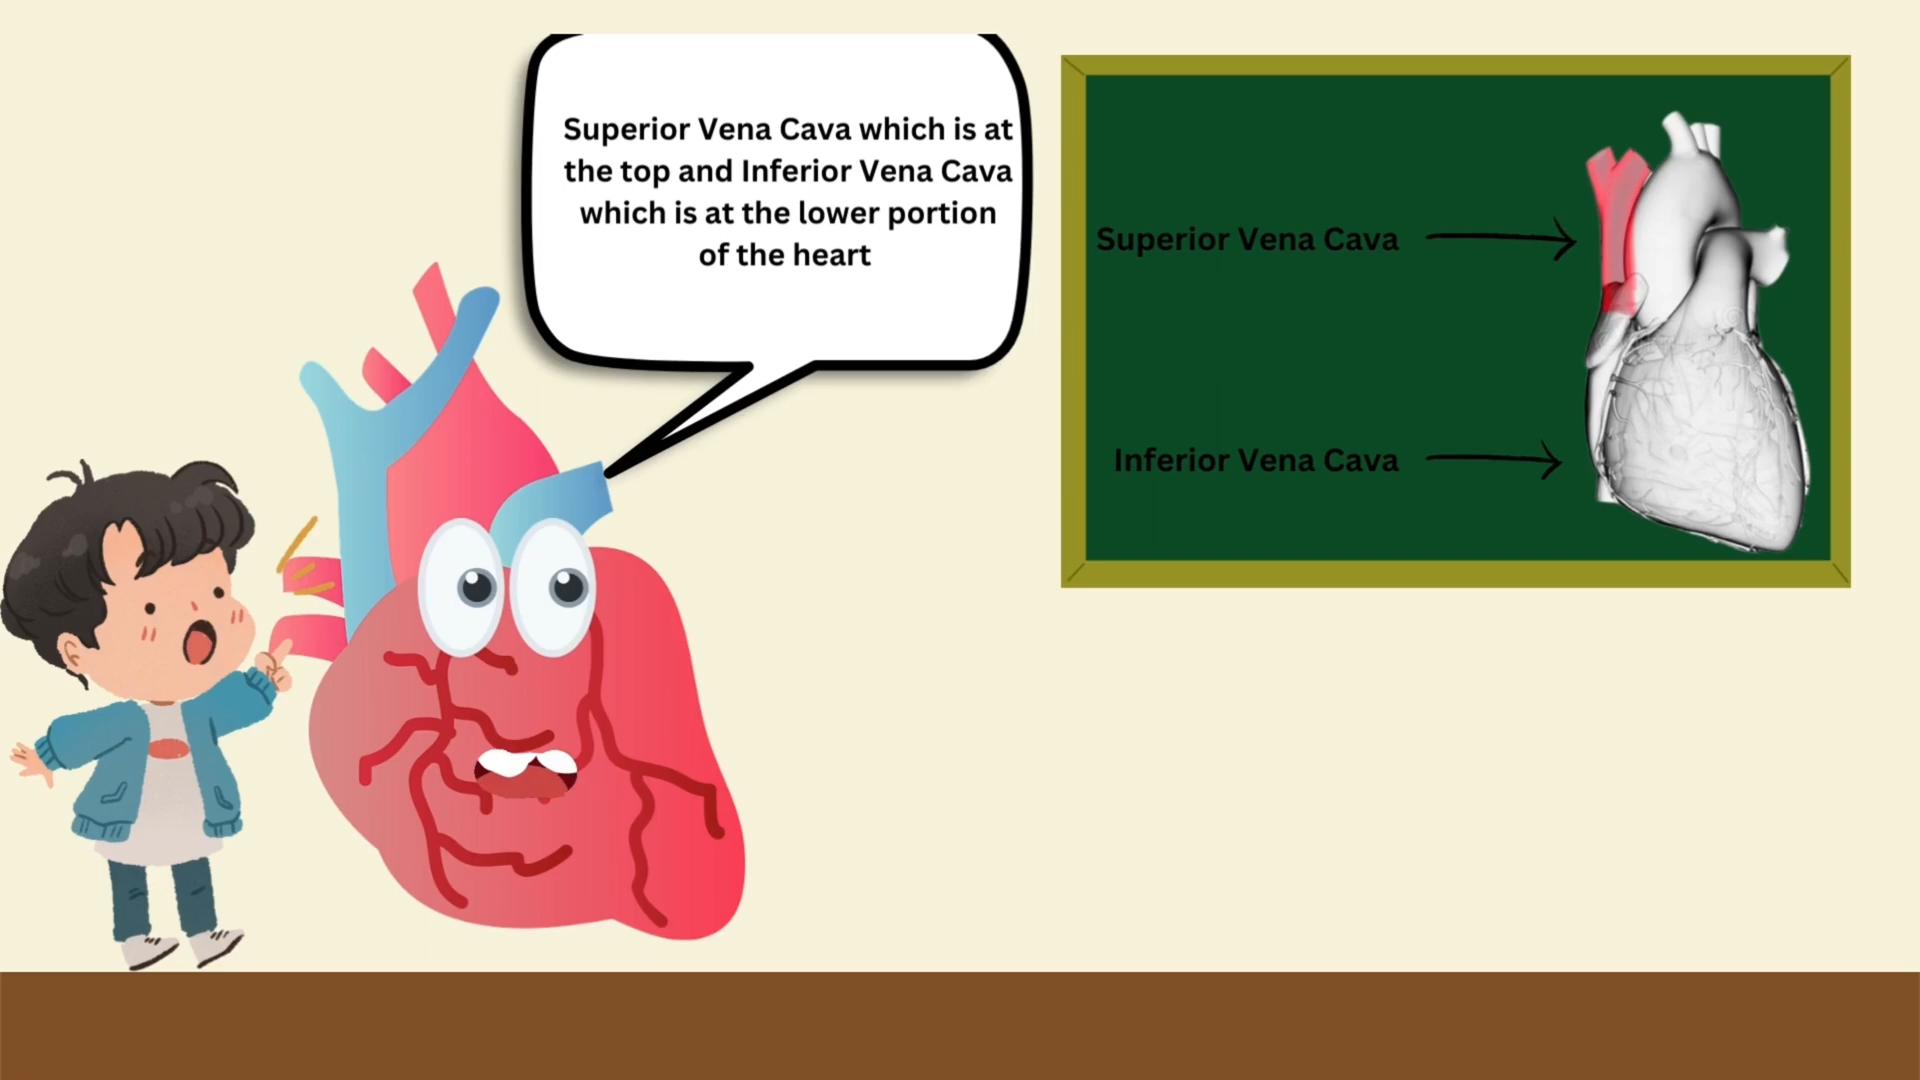 Superior Vena Cava which is at
the top and Inferior Vena Cava
which is at the lower portion
of the heart
Superior Vena Cava
Inferior Vena Cava